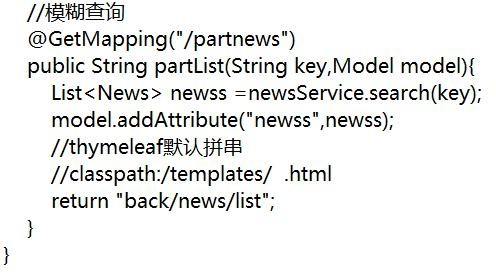 //模糊查询
@GetMapping("/partnews")
public String partList(String key,Model model){
List<News> newss =newsService.search(key);
model.addAttribute("newss",newss);
//thymeleaf默认拼串
//classpath:/templates/  .html
return "back/news/list";
}
}